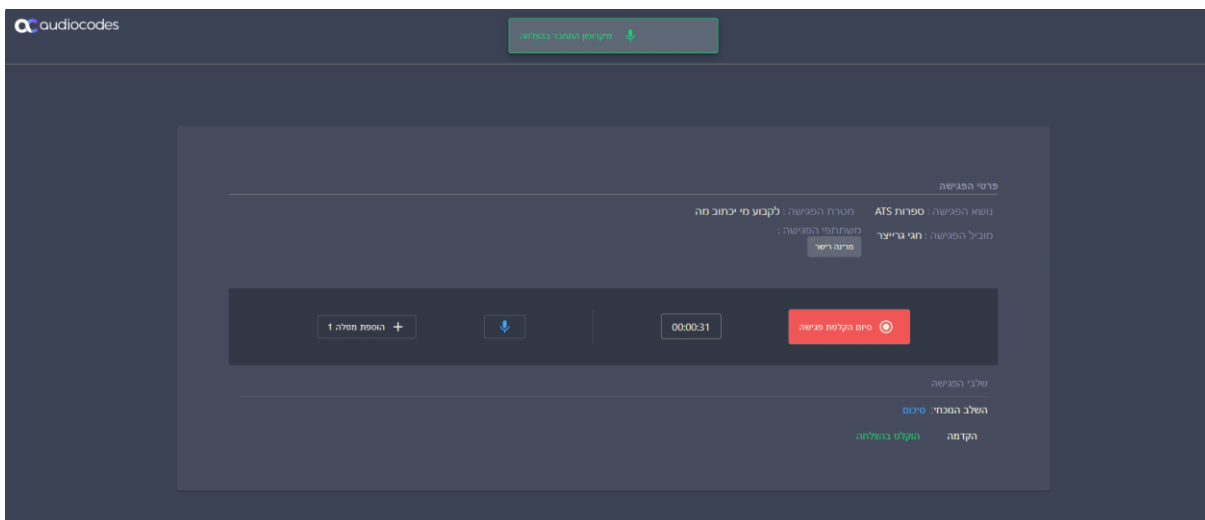 audiocodes
מיקרופון התחבר בהצלחה
פרטי הפגישה
נושא הפגישה : ספרות ATS מטרת הפגישה : לקבוע מי יכתוב מה
מוביל הפגישה : חגי גרייצר משתתפי הפגישה :
מרינה רישר
סיום הקלטת פגישה 00:00:31 הוספת מטלה 1
שלבי הפגישה
השלב הנוכחי: סיכום
הקדמה הוקלט בהצלחה